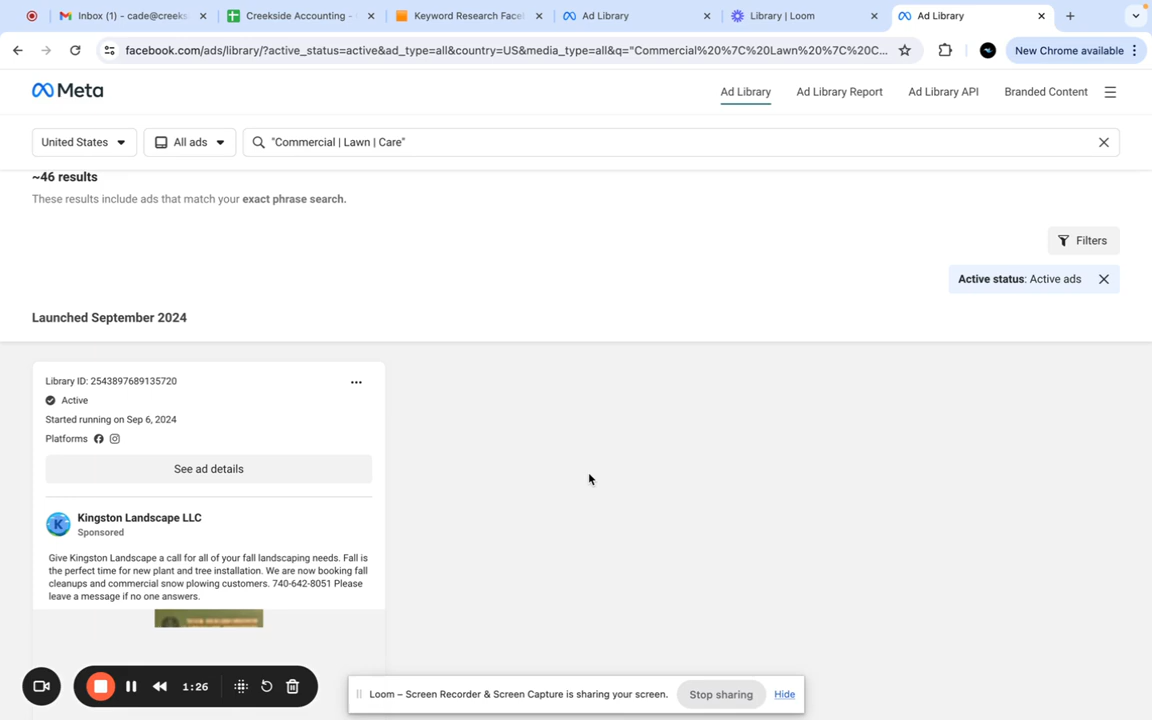 Inbox (1) - cade@creeks
Creekside Accounting -
Keyword Research Face
Ad Library
Library | Loom
Ad Library
facebook.com/ads/library/?active_status=active&ad_type=all&country=US&media_type=all&q="Commercial%20%7C%20Lawn%20%7C%20C...
New Chrome available
Meta
Ad Library
Ad Library Report
Ad Library API
Branded Content
United States
All ads
"Commercial | Lawn | Care"
~46 results
These results include ads that match your exact phrase search.
Filters
Active status: Active ads
Launched September 2024
Library ID: 2543897689135720
Active
Started running on Sep 6, 2024
Platforms
See ad details
K
Kingston Landscape LLC
Sponsored
Give Kingston Landscape a call for all of your fall landscaping needs. Fall is
the perfect time for new plant and tree installation. We are now booking fall
cleanups and commercial snow plowing customers. 740-642-8051 Please
leave a message if no one answers.
1:26
Loom – Screen Recorder & Screen Capture is sharing your screen.
Stop sharing
Hide